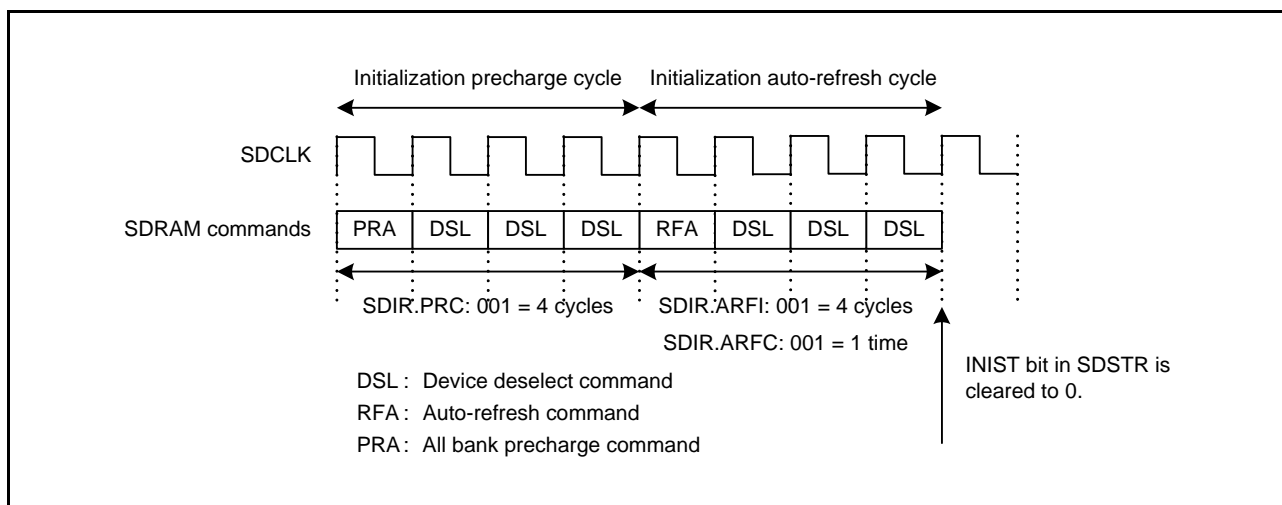 Initialization precharge cycle Initialization auto-refresh cycle
SDCLK
SDRAM commands PRA DSL DSL DSL RFA DSL DSL DSL
SDIR.PRC: 001 = 4 cycles SDIR.ARFI: 001 = 4 cycles
SDIR.ARFC: 001 = 1 time
INIST bit in SDSTR is
cleared to 0.
DSL : Device deselect command
RFA : Auto-refresh command
PRA : All bank precharge command